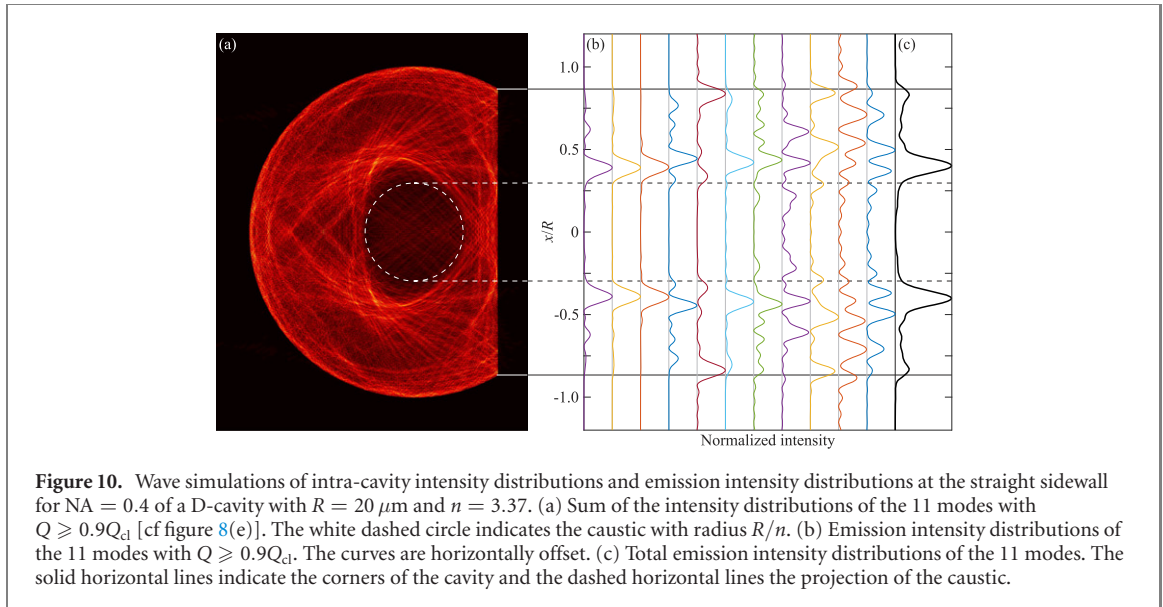 (a)
(b)
(c)
1.0
0.5
0
-0.5
-1.0
x/R
Normalized intensity
Figure 10. Wave simulations of intra-cavity intensity distributions and emission intensity distributions at the straight sidewall
for NA = 0.4 of a D-cavity with R = 20 μm and n = 3.37. (a) Sum of the intensity distributions of the 11 modes with
Q ⩾ 0.9Qcl [cf figure 8(e)]. The white dashed circle indicates the caustic with radius R/n. (b) Emission intensity distributions of
the 11 modes with Q ⩾ 0.9Qcl. The curves are horizontally offset. (c) Total emission intensity distributions of the 11 modes. The
solid horizontal lines indicate the corners of the cavity and the dashed horizontal lines the projection of the caustic.